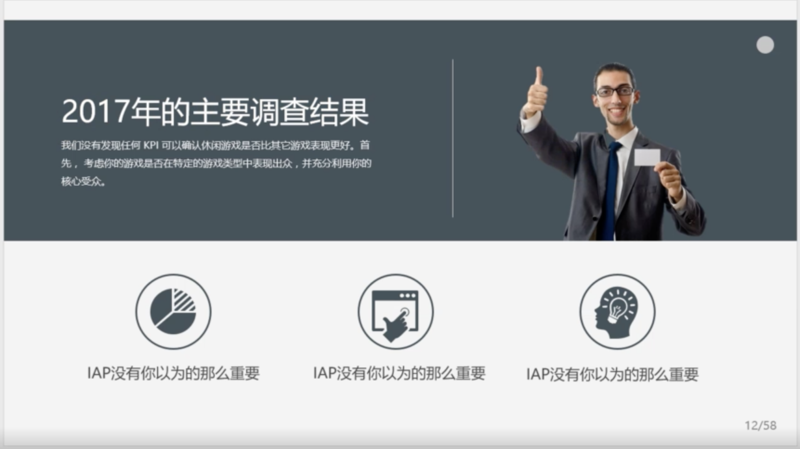 2017年的主要调查结果
我们没有发现任何 KPI 可以确认休闲游戏是否比其它游戏表现更好。首
先，考虑你的游戏是否在特定的游戏类型中表现出众，并充分利用你的
核心受众。
IAP没有你以为的那么重要
IAP没有你以为的那么重要
IAP没有你以为的那么重要
12/58